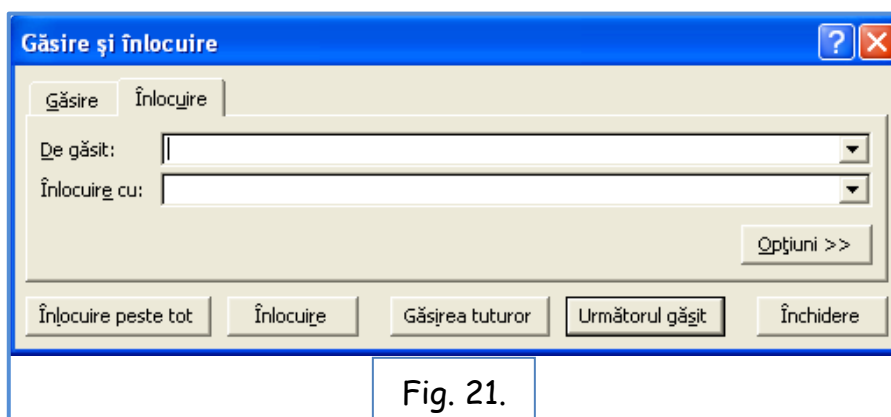 Găsire şi înlocuire
Găsire Înlocuire
De găsit:
Înlocuire cu:
Opţiuni >>
Înlocuire peste tot Înlocuire Găsirea tuturor Următorul găsit Închidere
Fig. 21.